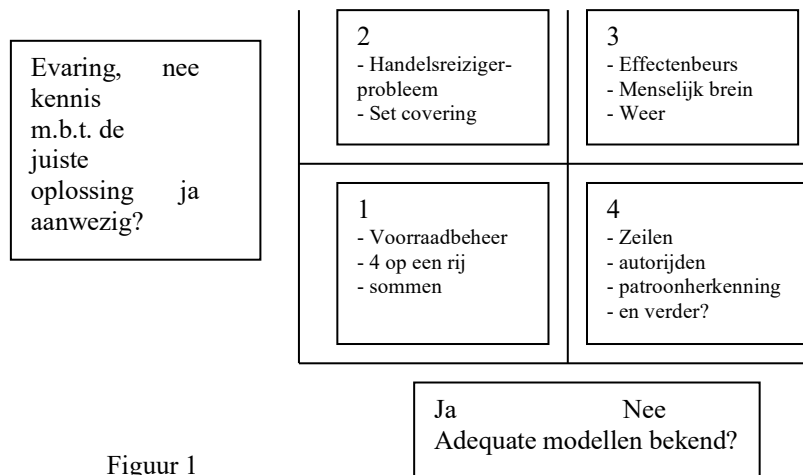 Evaring, nee
kennis
m.b.t. de
juiste
oplossing ja
aanwezig?
2
- Handelsreiziger-
probleem
- Set covering
3
- Effectenbeurs
- Menselijk brein
- Weer
1
- Voorraadbeheer
- 4 op een rij
- sommen
4
- Zeilen
- autorijden
- patroonherkenning
- en verder?
Ja Nee
Adequate modellen bekend?
Figuur 1